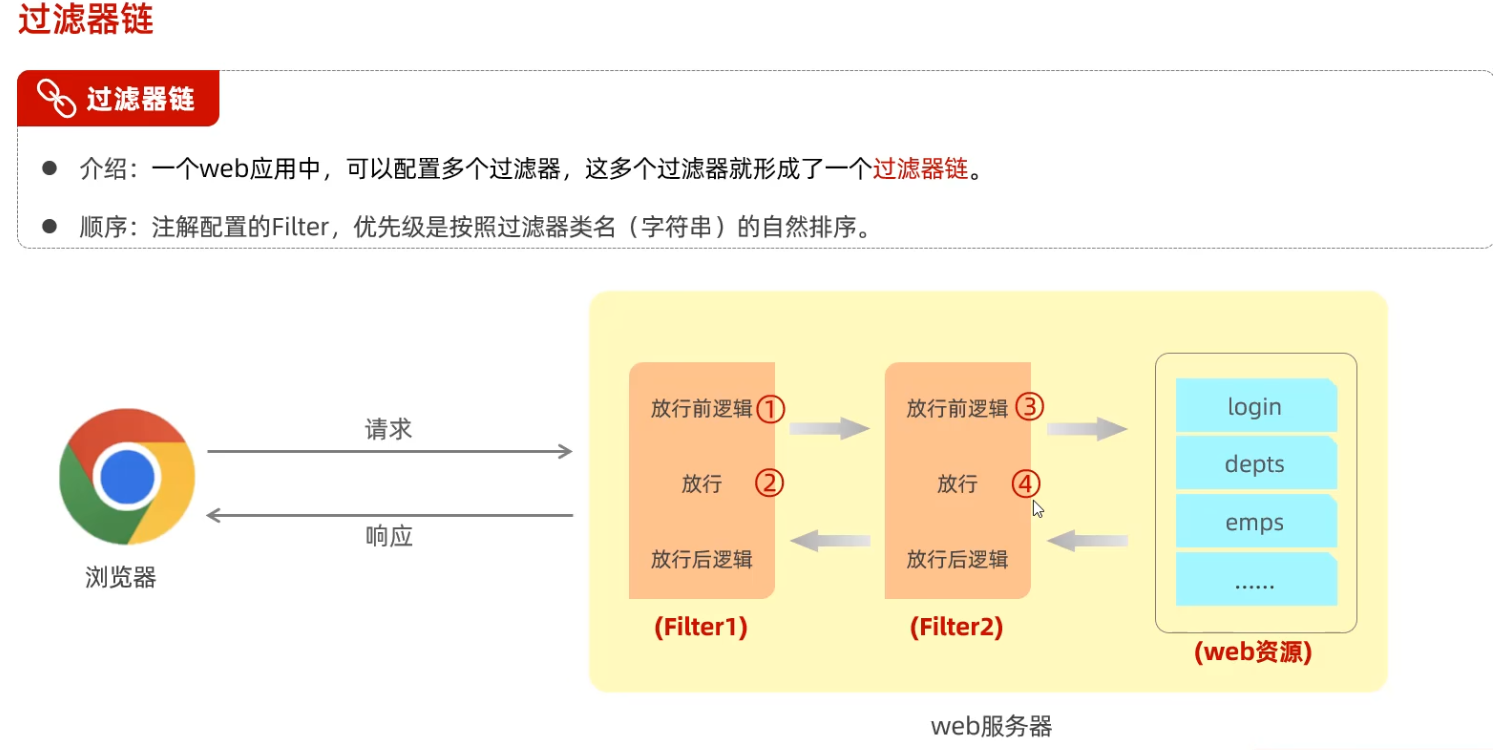 过滤器链
过滤器链
介绍：一个web应用中，可以配置多个过滤器，这多个过滤器就形成了一个过滤器链。
顺序：注解配置的Filter，优先级是按照过滤器类名（字符串）的自然排序。
浏览器
请求
响应
放行前逻辑①
放行 ②
放行后逻辑
(Filter1)
放行前逻辑③
放行 ④
放行后逻辑
(Filter2)
login
depts
emps
……
(web资源)
web服务器